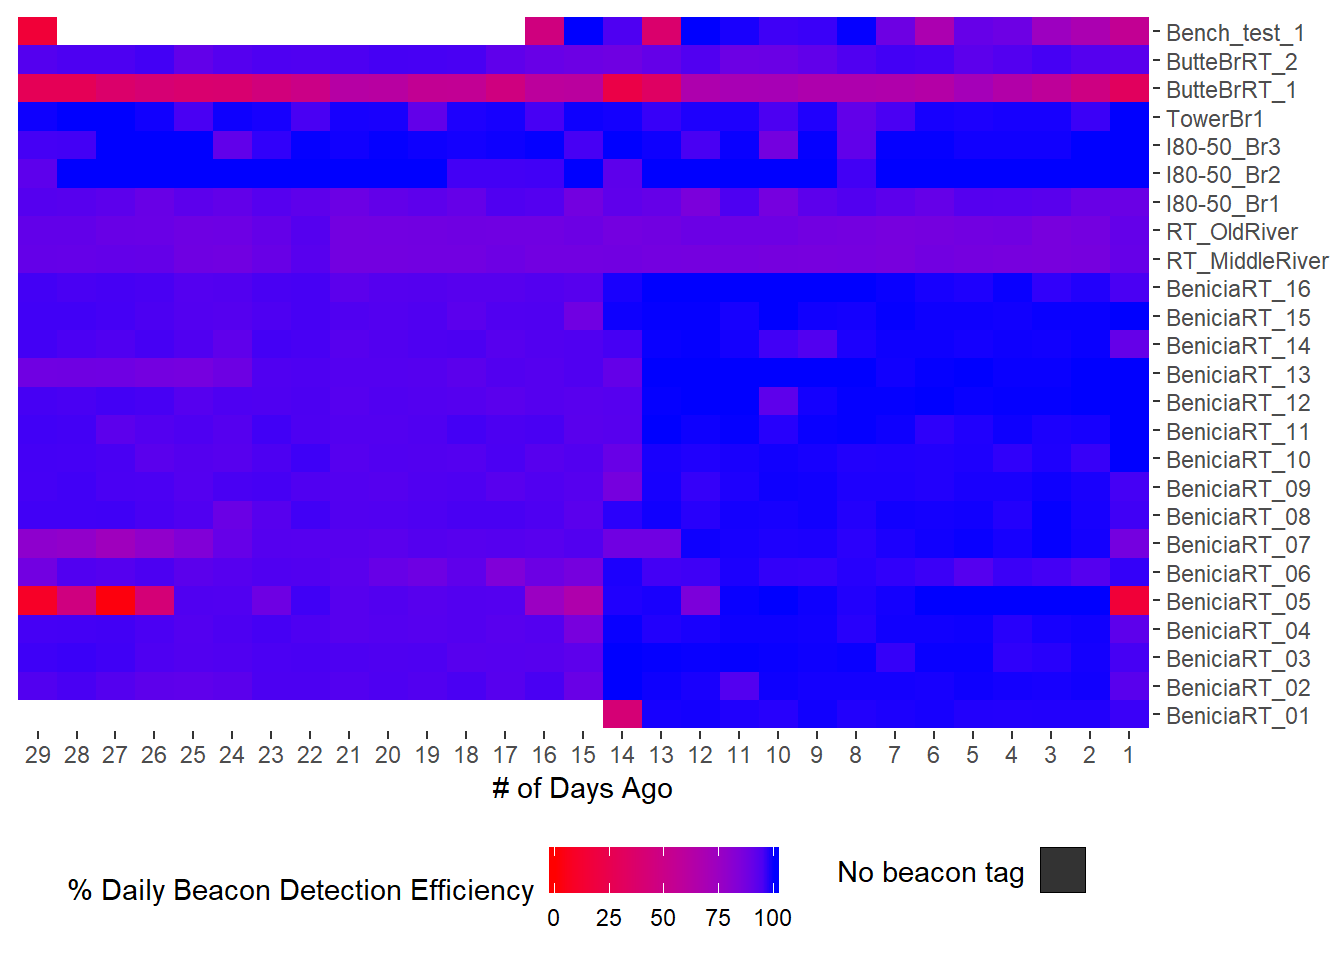 Bench_test_1
ButteBrRT_2
ButteBrRT_1
TowerBr1
I80-50_Br3
I80-50_Br2
I80-50_Br1
RT_OldRiver
RT_MiddleRiver
BeniciaRT_16
BeniciaRT_15
BeniciaRT_14
BeniciaRT_13
BeniciaRT_12
BeniciaRT_11
BeniciaRT_10
BeniciaRT_09
BeniciaRT_08
BeniciaRT_07
BeniciaRT_06
BeniciaRT_05
BeniciaRT_04
BeniciaRT_03
BeniciaRT_02
BeniciaRT_01
29 28 27 26 25 24 23 22 21 20 19 18 17 16 15 14 13 12 11 10 9 8 7 6 5 4 3 2 1
# of Days Ago
% Daily Beacon Detection Efficiency
0 25 50 75 100
No beacon tag